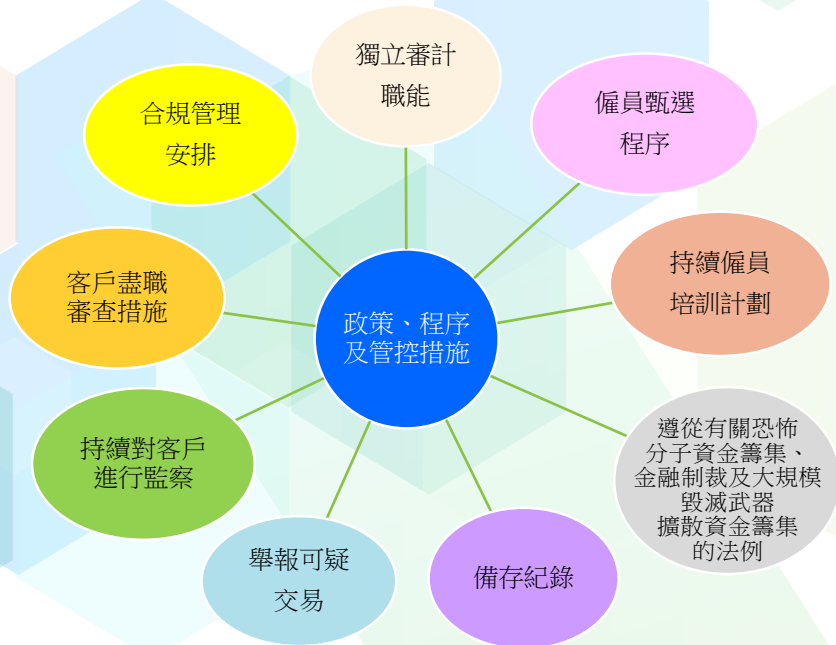 獨立審計
職能
僱員甄選
程序
持續僱員
培訓計劃
遵從有關恐怖
分子資金籌集、
金融制裁及大規模
毀滅武器
擴散資金籌集
的法例
備存紀錄
舉報可疑
交易
持續對客戶
進行監察
客戶盡職
審查措施
合規管理
安排
政策、程序
及管控措施